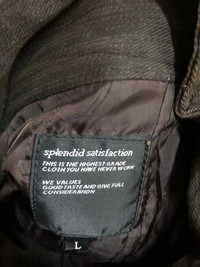 splendid satisfaction
THIS IS THE HIGHEST GRADE
CLOTH YOU HAVE NEVER WORN
WE VALUES
GOOD TASTE AND GIVE FULL
CONSIDERAION
L